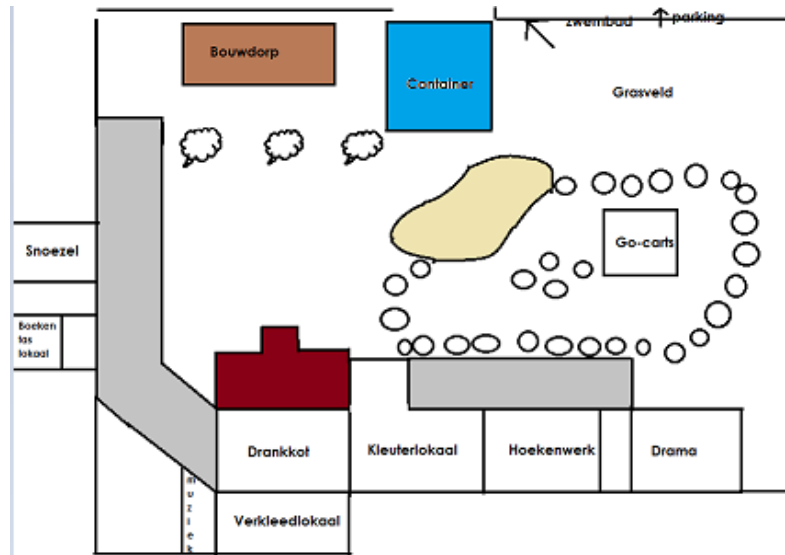 zwembad
parking
Bouwdorp
Container
Grasveld
Snoezel
Go-carts
Boeken
tas
lokaal
Drankkot
Kleuterlokaal
Hoekenwerk
Drama
muziek
Verkleedlokaal